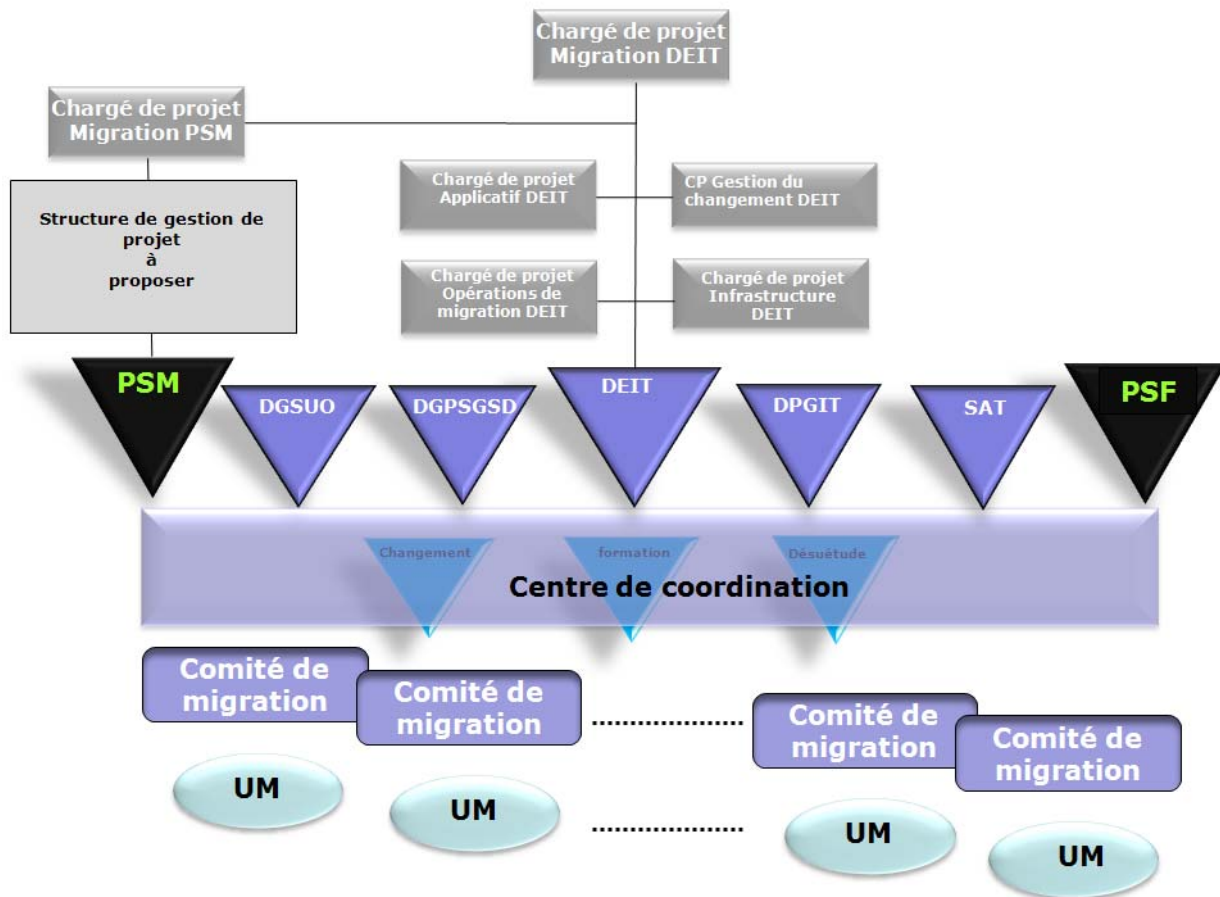 Chargé de projet
Migration DEIT
Chargé de projet
Migration PSM
Chargé de projet
Applicatif DEIT
CP Gestion du
changement DEIT
Structure de gestion de
projet
à
proposer
Chargé de projet
Opérations de
migration DEIT
Chargé de projet
Infrastructure
DEIT
PSM
DGSUO
DGPSGSD
DEIT
DPGIT
SAT
PSF
Changement
formation
Désuétude
Centre de coordination
Comité de
migration
Comité de
migration
.....................
Comité de
migration
Comité de
migration
UM
UM
.....................
UM
UM